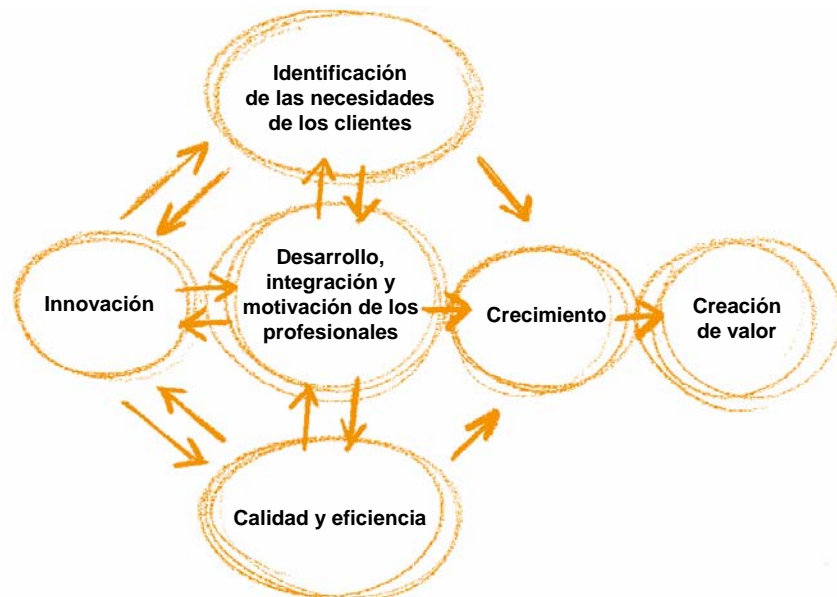 Identificación
de las necesidades
de los clientes
Desarrollo,
integración y
motivación de los
profesionales
Innovación
Crecimiento
Creación
de valor
Calidad y eficiencia